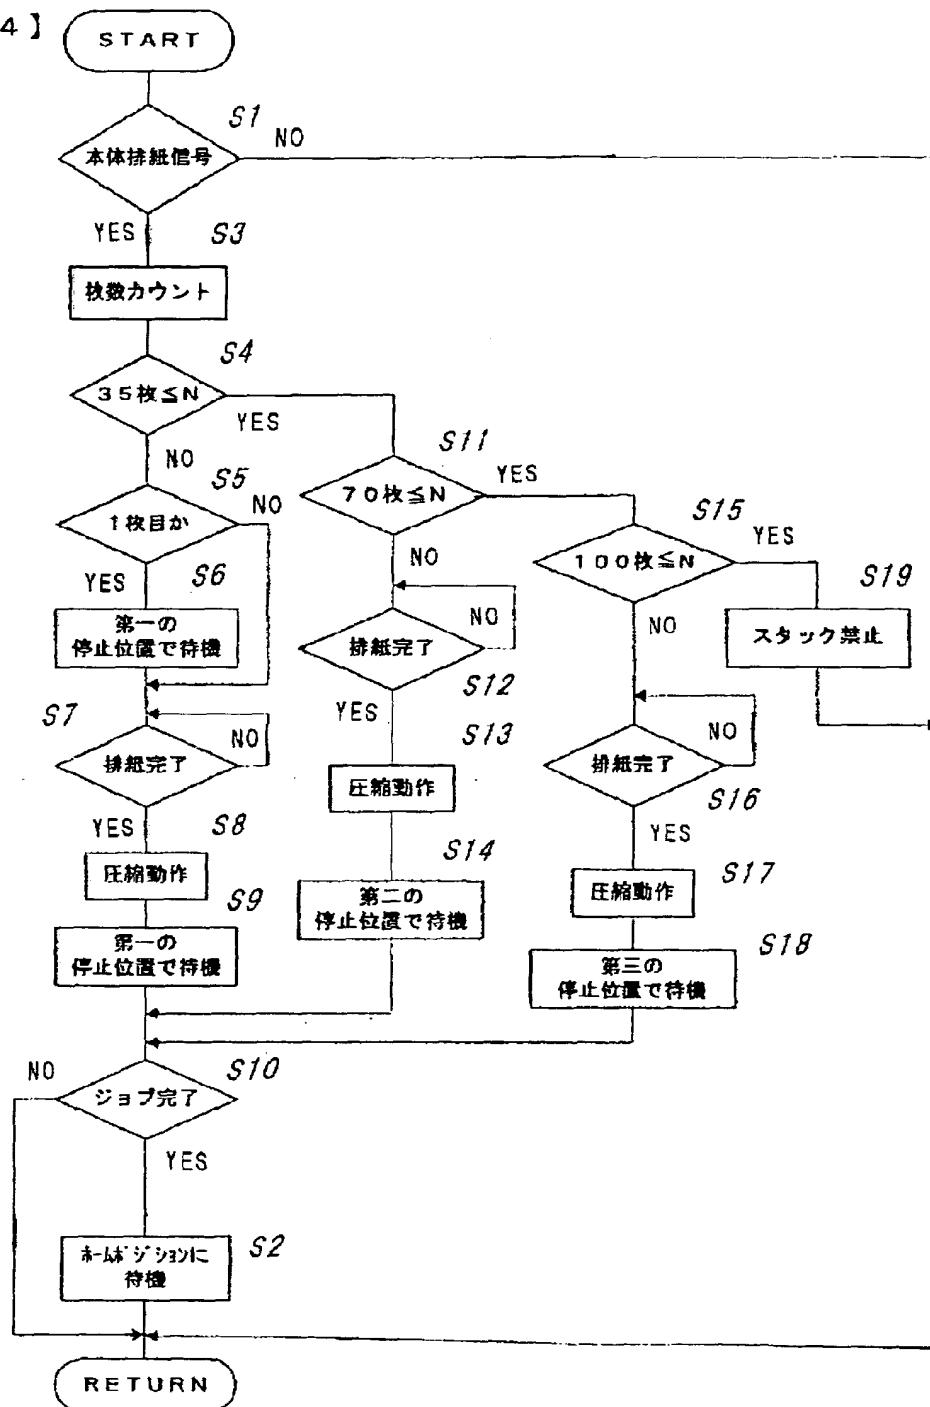 4】
START
S1
NO
本体排紙信号
YES
S3
枚数カウント
S4
35枚≦N
YES
NO
S5
NO
1枚目か
YES
S6
第一の
停止位置で待機
S7
NO
排紙完了
YES
S8
圧縮動作
S9
第一の
停止位置で待機
S11
YES
70枚≦N
NO
NO
排紙完了
S12
YES
S13
圧縮動作
S14
第二の
停止位置で待機
S15
YES
100枚≦N
NO
S19
スタック禁止
NO
排紙完了
S16
YES
S17
圧縮動作
S18
第三の
停止位置で待機
NO
S10
ジョブ完了
YES
S2
ホームポジションに
待機
RETURN